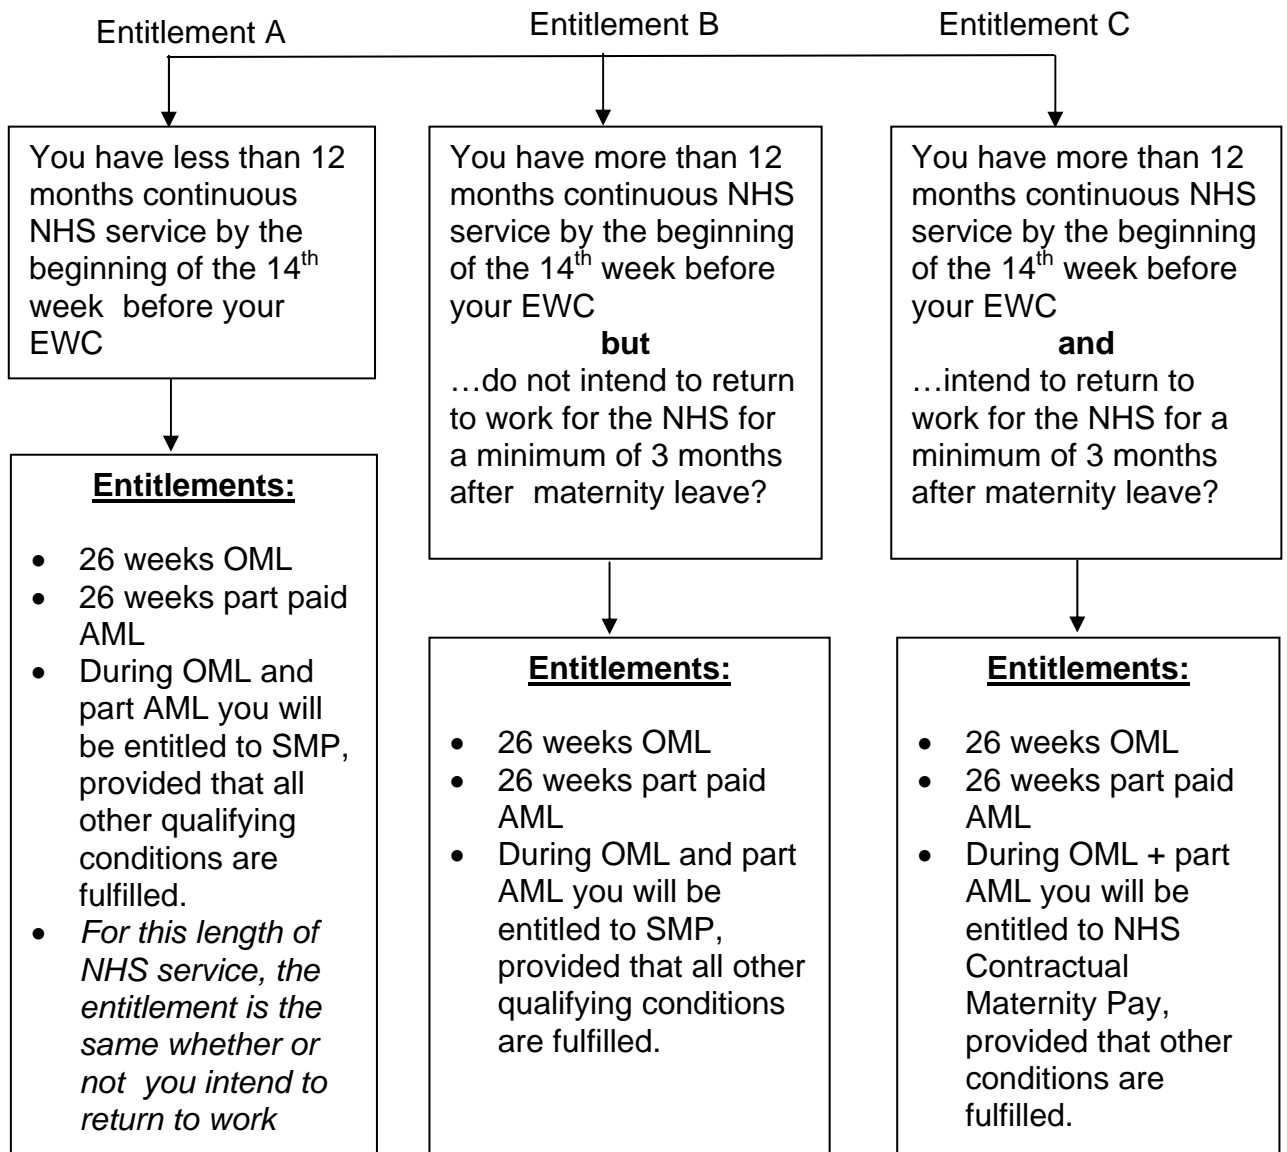 Entitlement A
Entitlement B
Entitlement C
You have less than 12
months continuous
NHS service by the
beginning of the 14th
week before your
EWC
You have more than 12
months continuous NHS
service by the beginning
of the 14th week before
your EWC
but
…do not intend to return
to work for the NHS for
a minimum of 3 months
after maternity leave?
You have more than 12
months continuous NHS
service by the beginning
of the 14th week before
your EWC
and
…intend to return to
work for the NHS for a
minimum of 3 months
after maternity leave?
Entitlements:
• 26 weeks OML
• 26 weeks part paid
AML
• During OML and
part AML you will
be entitled to SMP,
provided that all
other qualifying
conditions are
fulfilled.
• For this length of
NHS service, the
entitlement is the
same whether or
not you intend to
return to work
Entitlements:
• 26 weeks OML
• 26 weeks part paid
AML
• During OML and part
AML you will be
entitled to SMP,
provided that all other
qualifying conditions
are fulfilled.
Entitlements:
• 26 weeks OML
• 26 weeks part paid
AML
• During OML + part
AML you will be
entitled to NHS
Contractual
Maternity Pay,
provided that other
conditions are
fulfilled.